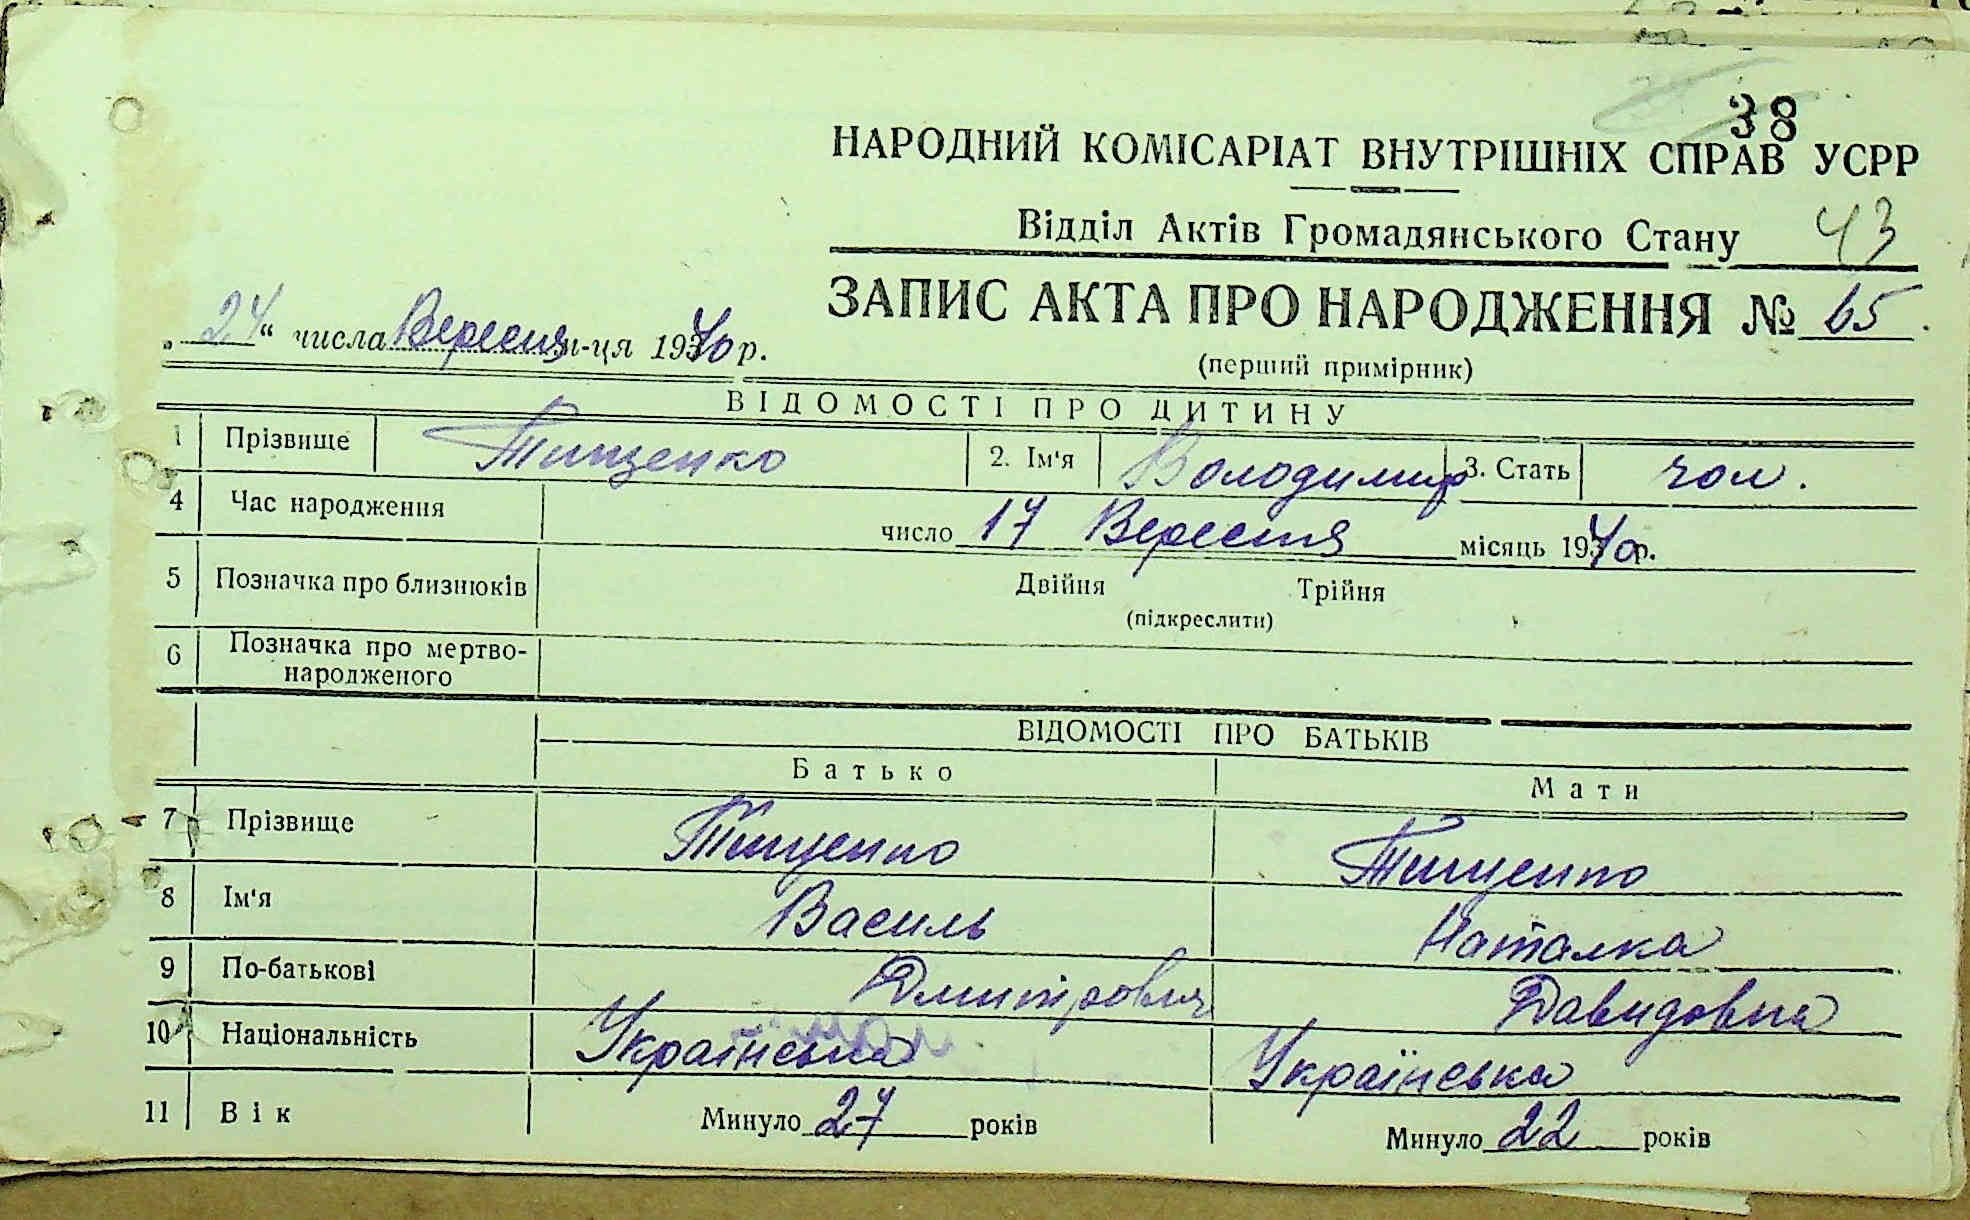 38
НАРОДНИЙ КОМІСАРІАТ ВНУТРІШНІХ СПРАВ УСРР
Відділ Актів Громадянського Стану 43
ЗАПИС АКТА ПРО НАРОДЖЕННЯ № 65
„24“ числа Вересня м-ця 1940 р.
(перший примірник)
ВІДОМОСТІ ПРО ДИТИНУ
1 Прізвище Тищенко 2. Ім'я Володимир 3. Стать чол.
4 Час народження число 17 Вересня місяць 1940 р.
5 Позначка про близнюків Двійня Трійня
(підкреслити)
6 Позначка про мертво-
народженого
ВІДОМОСТІ ПРО БАТЬКІВ
Батько Мати
7 Прізвище Тищенко Тищенко
8 Ім'я Василь Наталка
9 По-батькові Дмитрович Давидовна
10 Національність Українська Українська
11 Вік Минуло 27 років Минуло 22 років